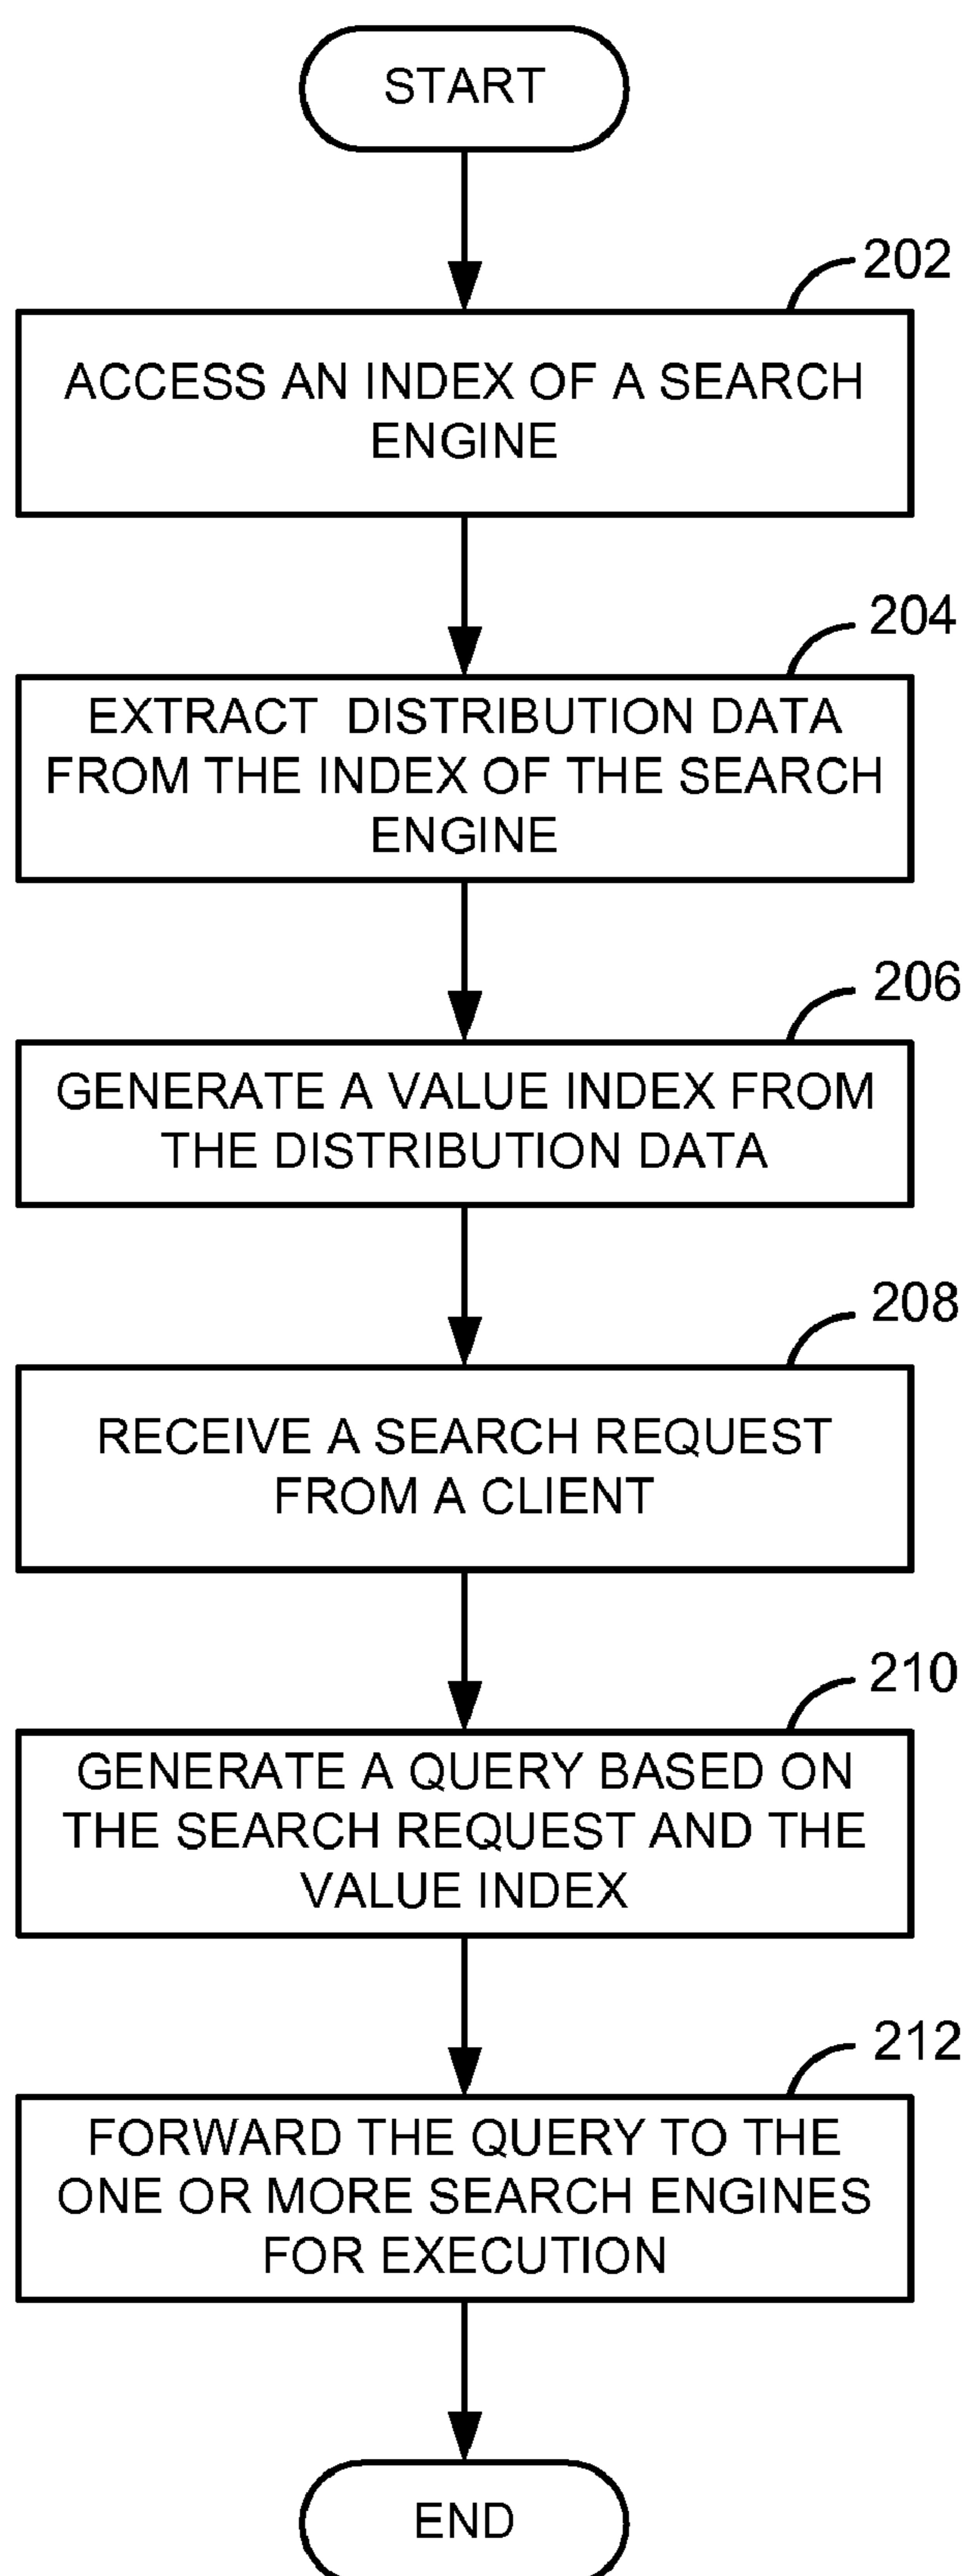 START
202
ACCESS AN INDEX OF A SEARCH
ENGINE
204
EXTRACT DISTRIBUTION DATA
FROM THE INDEX OF THE SEARCH
ENGINE
206
GENERATE A VALUE INDEX FROM
THE DISTRIBUTION DATA
208
RECEIVE A SEARCH REQUEST
FROM A CLIENT
210
GENERATE A QUERY BASED ON
THE SEARCH REQUEST AND THE
VALUE INDEX
212
FORWARD THE QUERY TO THE
ONE OR MORE SEARCH ENGINES
FOR EXECUTION
END